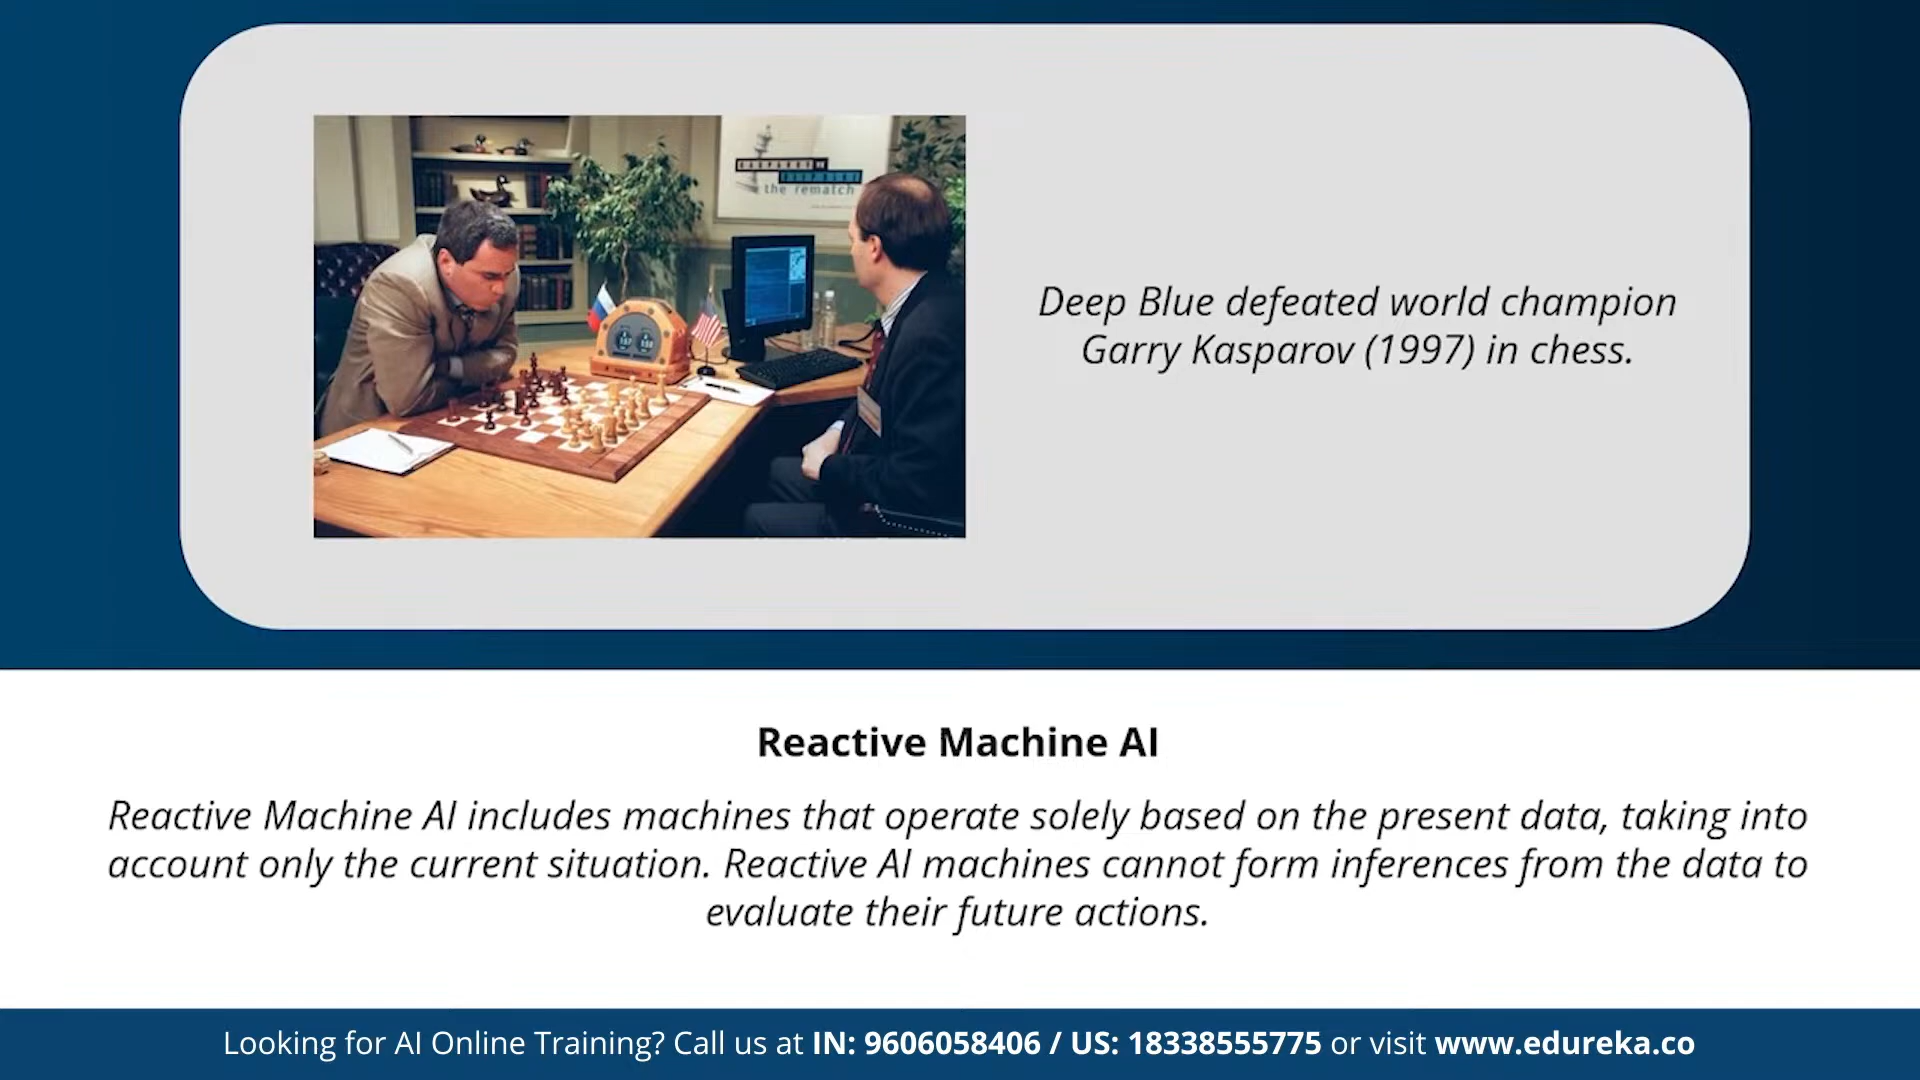 the rematch
Deep Blue defeated world champion
Garry Kasparov (1997) in chess.
Reactive Machine AI
Reactive Machine AI includes machines that operate solely based on the present data, taking into
account only the current situation. Reactive AI machines cannot form inferences from the data to
evaluate their future actions.
Looking for AI Online Training? Call us at IN: 9606058406 / US: 18338555775 or visit www.edureka.co